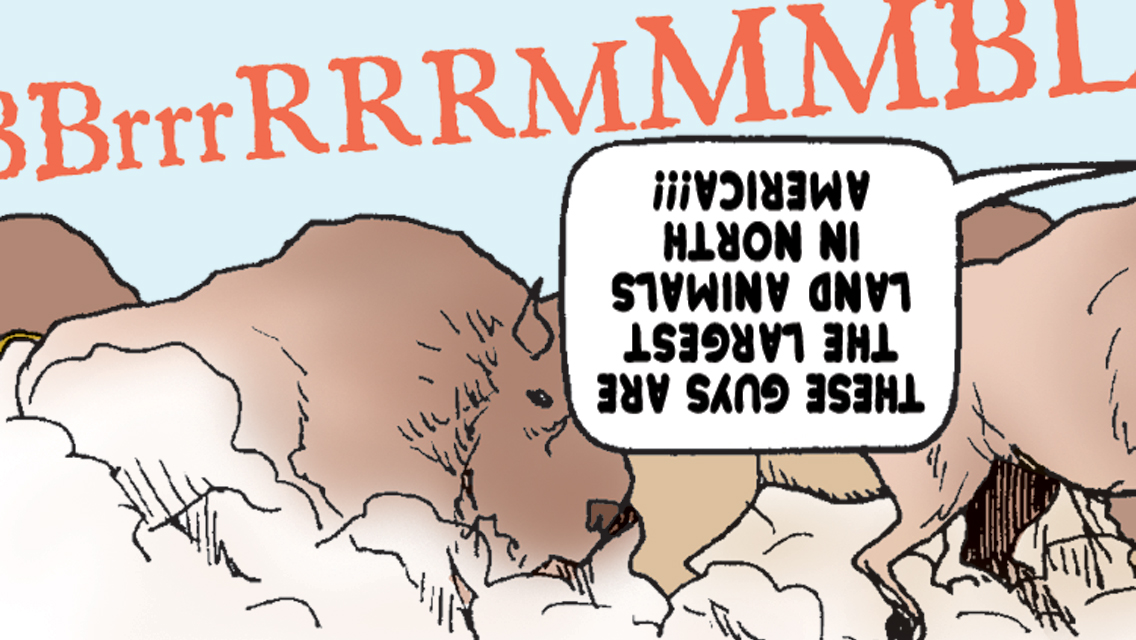 BBrrrRRRRMMMMBL
THESE GUYS ARE
THE LARGEST
LAND ANIMALS
IN NORTH
AMERICA!!!